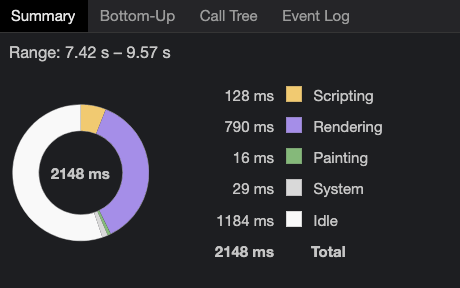 Summary Bottom-Up Call Tree Event Log
Range: 7.42 s – 9.57 s
128 ms Scripting
790 ms Rendering
16 ms Painting
2148 ms
29 ms System
1184 ms Idle
2148 ms Total